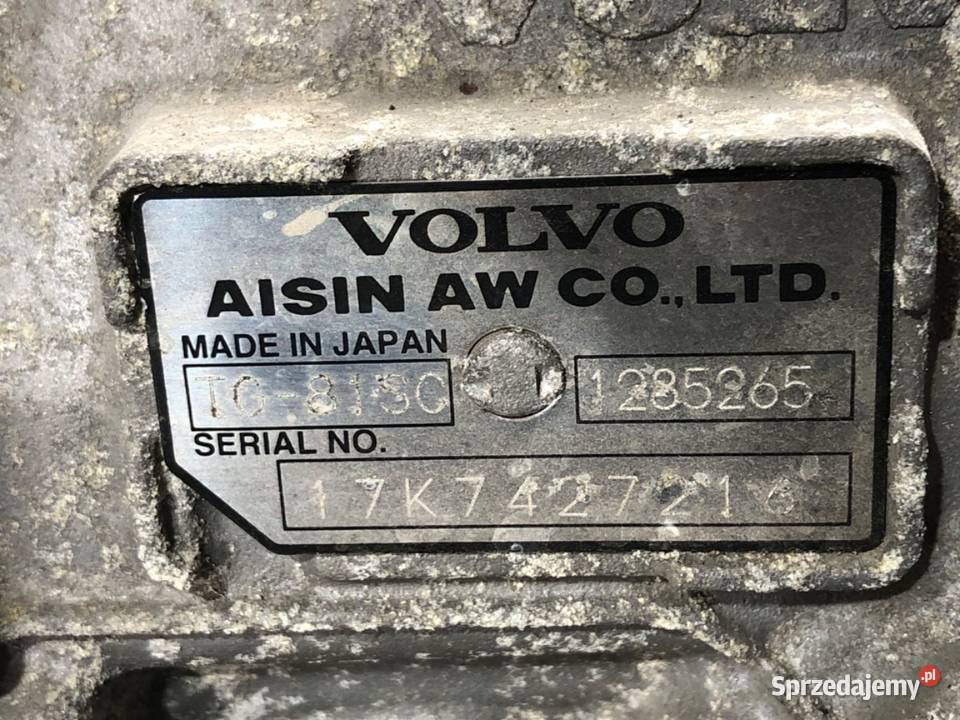 VOLVO
AISIN AW CO., LTD.
MADE IN JAPAN
TG-81SC 1285265
SERIAL NO.
17K7427216
Sprzedajemy.pl